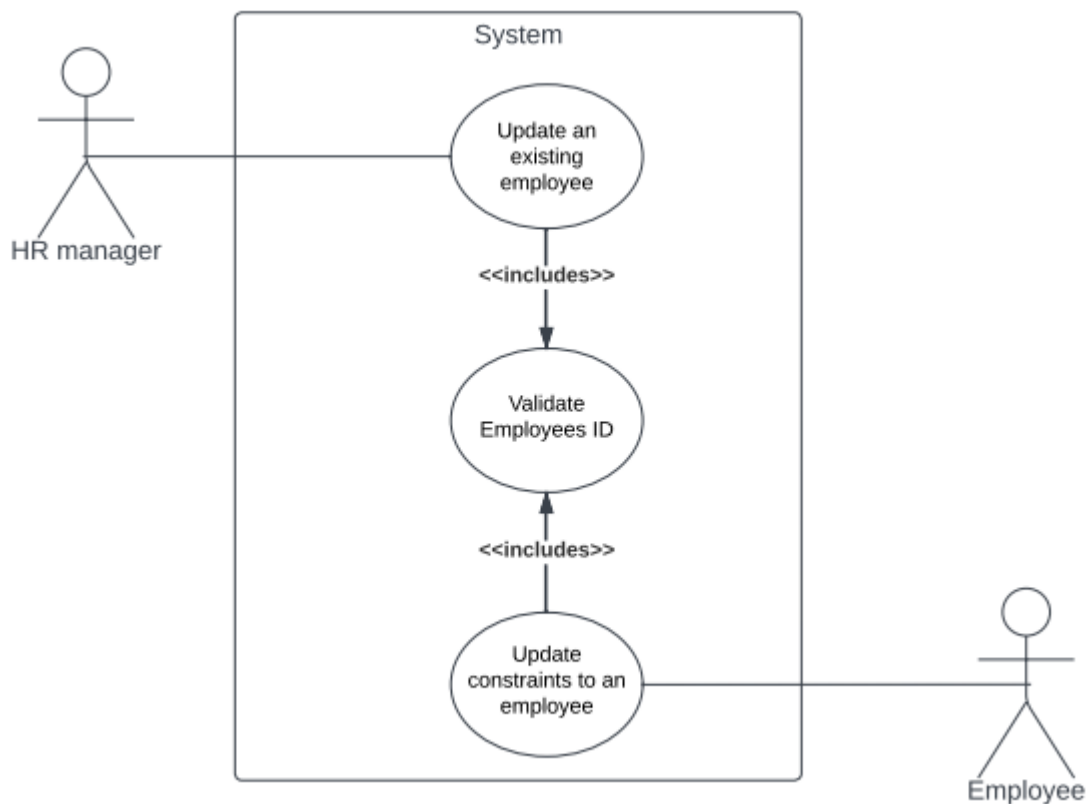 System
Update an
existing
employee
HR manager
<<includes>>
Validate
Employees ID
<<includes>>
Update
constraints to an
employee
Employee